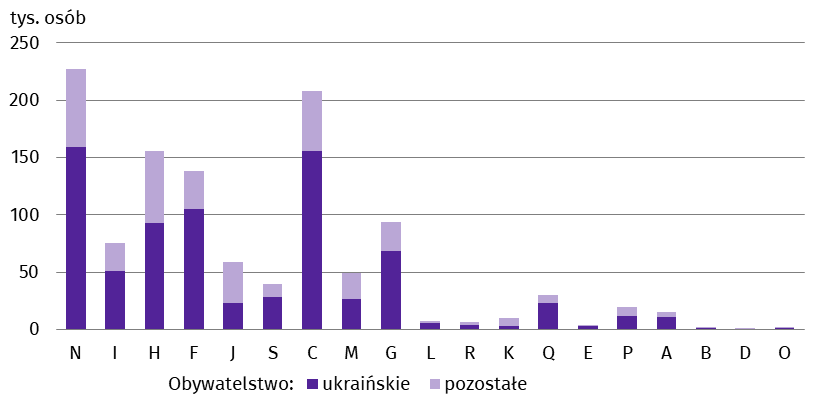 tys. osób
250
200
150
100
50
0
N I H F J S C M G L R K Q E P A B D O
Obywatelstwo: ukraińskie pozostałe